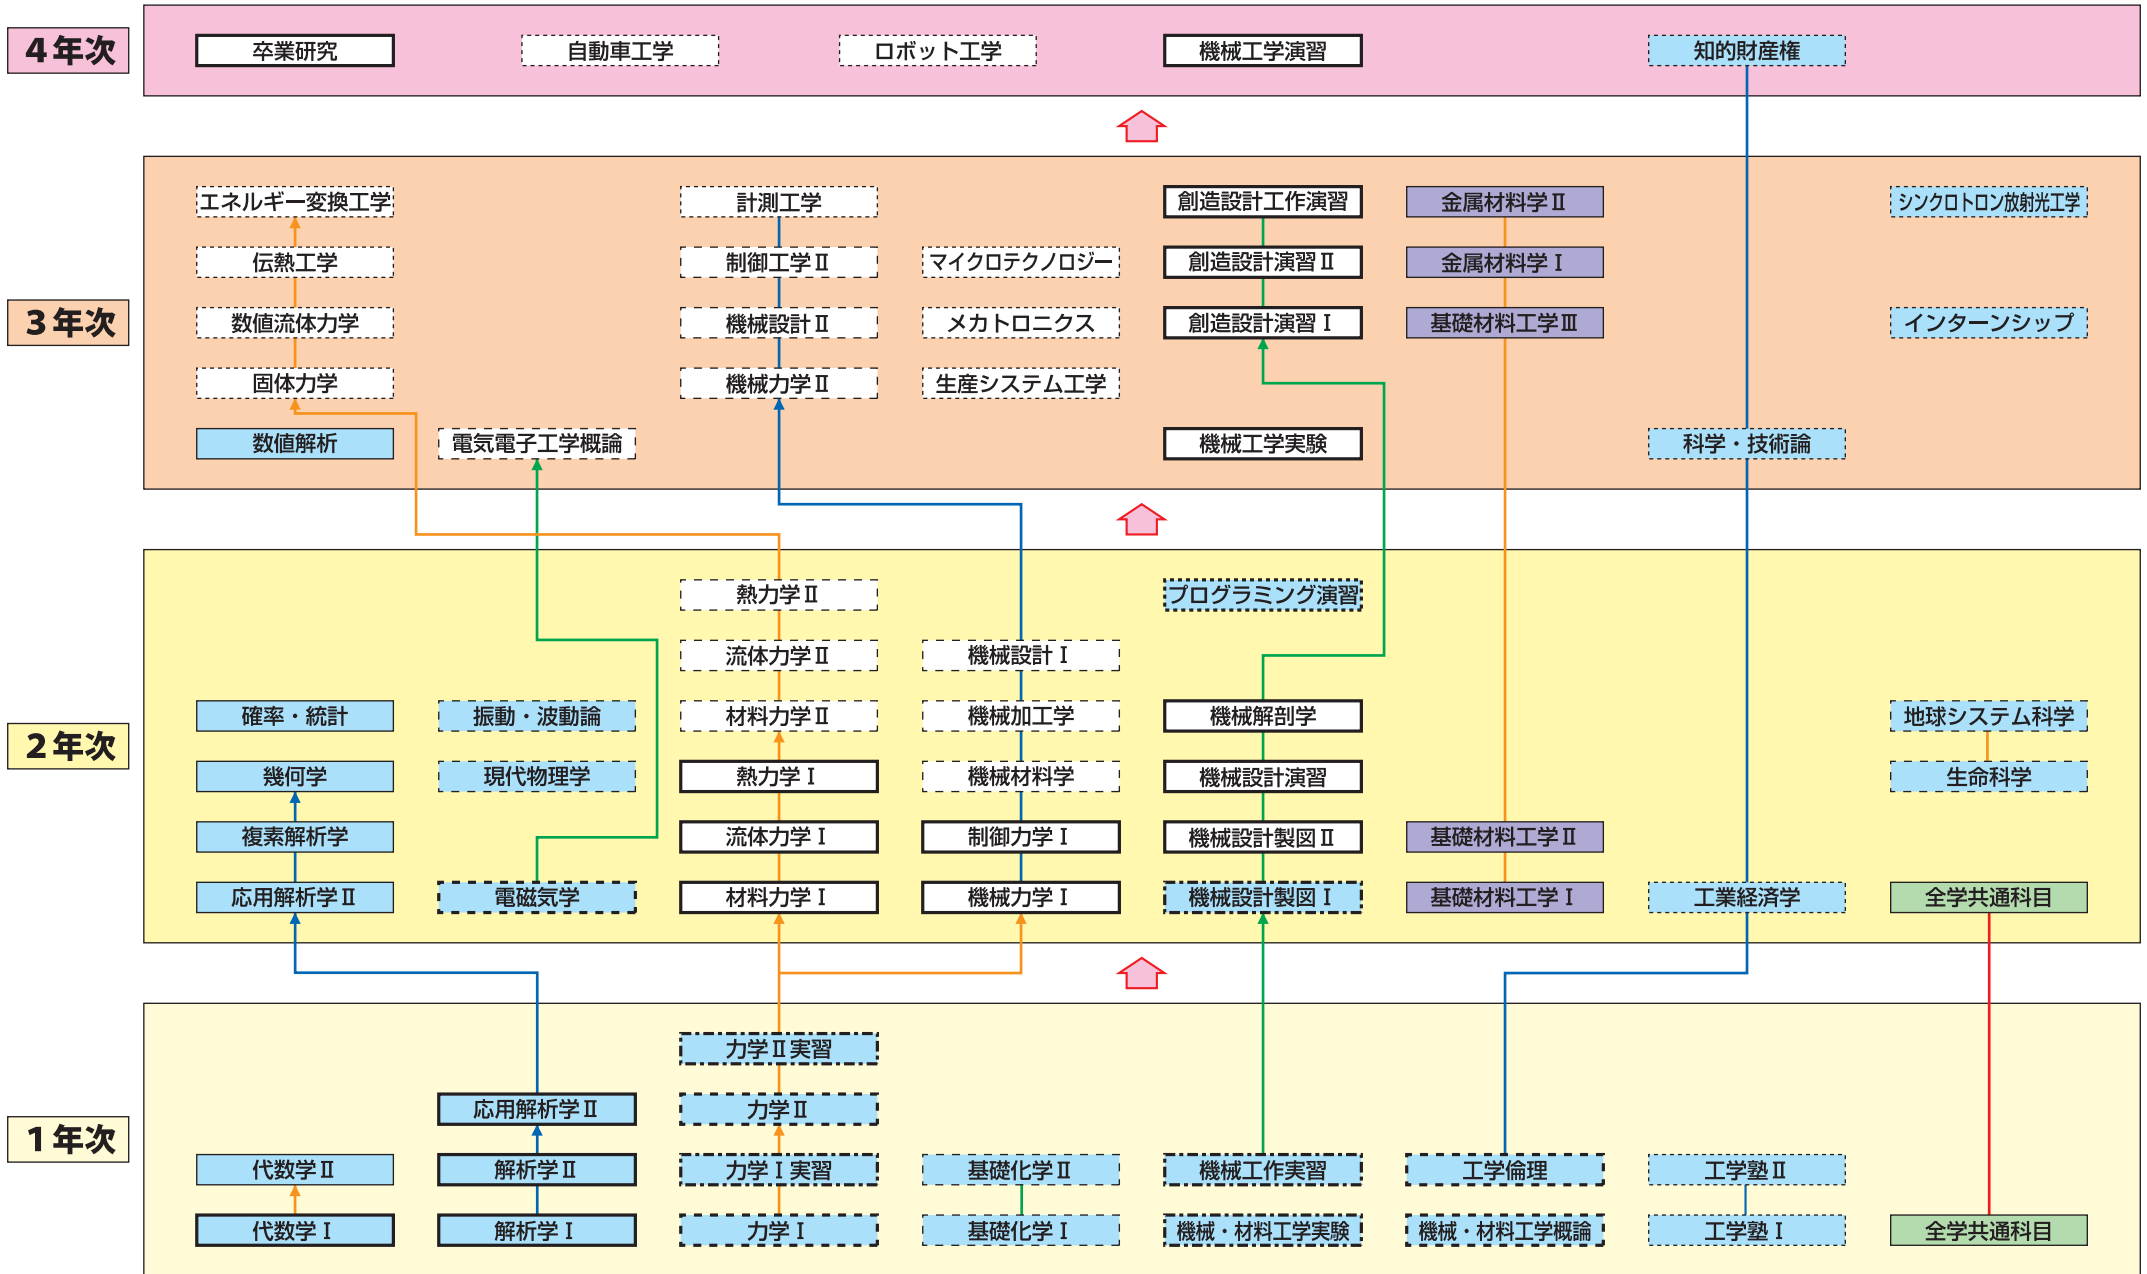 4年次
卒業研究
自動車工学
ロボット工学
機械工学演習
知的財産権
3年次
エネルギー変換工学
計測工学
創造設計工作演習
金属材料学Ⅱ
シンクロトロン放射光工学
伝熱工学
制御工学Ⅱ
マイクロテクノロジー
創造設計演習Ⅱ
金属材料学Ⅰ
数値流体力学
機械設計Ⅱ
メカトロニクス
創造設計演習Ⅰ
基礎材料工学Ⅲ
インターンシップ
固体力学
機械力学Ⅱ
生産システム工学
数値解析
電気電子工学概論
機械工学実験
科学・技術論
2年次
熱力学Ⅱ
プログラミング演習
流体力学Ⅱ
機械設計Ⅰ
確率・統計
振動・波動論
材料力学Ⅱ
機械加工学
機械解剖学
地球システム科学
幾何学
現代物理学
熱力学Ⅰ
機械材料学
機械設計演習
生命科学
複素解析学
流体力学Ⅰ
制御力学Ⅰ
機械設計製図Ⅱ
基礎材料工学Ⅱ
応用解析学Ⅱ
電磁気学
材料力学Ⅰ
機械力学Ⅰ
機械設計製図Ⅰ
基礎材料工学Ⅰ
工業経済学
全学共通科目
1年次
力学Ⅱ実習
応用解析学Ⅱ
力学Ⅱ
代数学Ⅱ
解析学Ⅱ
力学Ⅰ実習
基礎化学Ⅱ
機械工作実習
工学倫理
工学塾Ⅱ
代数学Ⅰ
解析学Ⅰ
力学Ⅰ
基礎化学Ⅰ
機械・材料工学実験
機械・材料工学概論
工学塾Ⅰ
全学共通科目